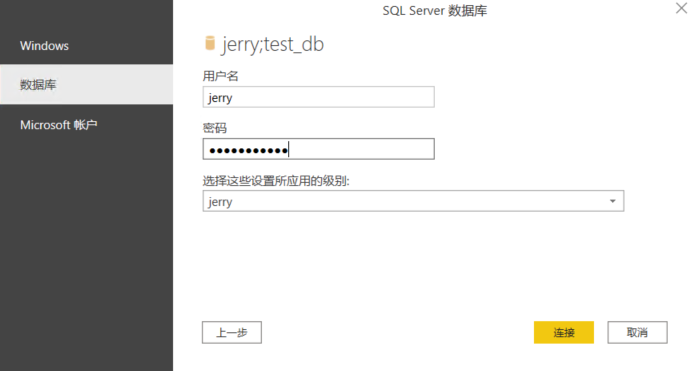 SQL Server 数据库
Windows
数据库
Microsoft 帐户
jerry;test_db
用户名
jerry
密码
●●●●●●●●●●●
选择这些设置所应用的级别:
jerry
上一步
连接
取消